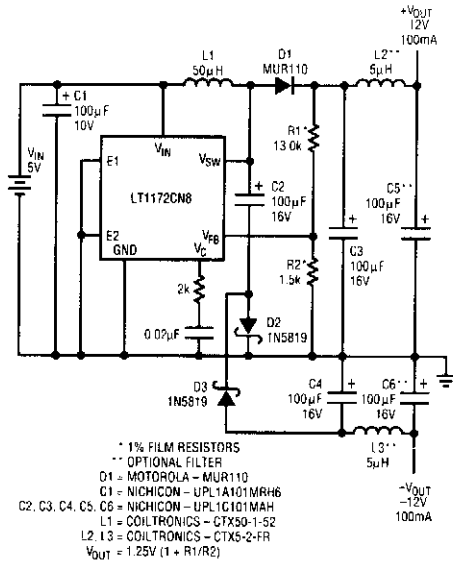 +VOUT
12V
100mA
L1
50µH
D1
MUR110
L2**
5µH
+ C1
100µF
10V
R1*
13.0k
VIN
5V
VIN
E1
VSW
LT1172CN8
+
C2
100µF
16V
C5**
100µF
16V
+
E2
VFB
VC
GND
+
C3
100µF
16V
R2*
1.5k
2k
D2
1N5819
0.02µF
D3
1N5819
C4
100µF
16V
+
C6**
100µF
16V
+
L3**
5µH
-VOUT
-12V
100mA
* 1% FILM RESISTORS
** OPTIONAL FILTER
D1 = MOTOROLA – MUR110
C1 = NICHICON – UPL1A101MRH6
C2, C3, C4, C5, C6 = NICHICON – UPL1C101MAH
L1 = COILTRONICS – CTX50-1-52
L2, L3 = COILTRONICS – CTX5-2-FR
VOUT = 1.25V (1 + R1/R2)